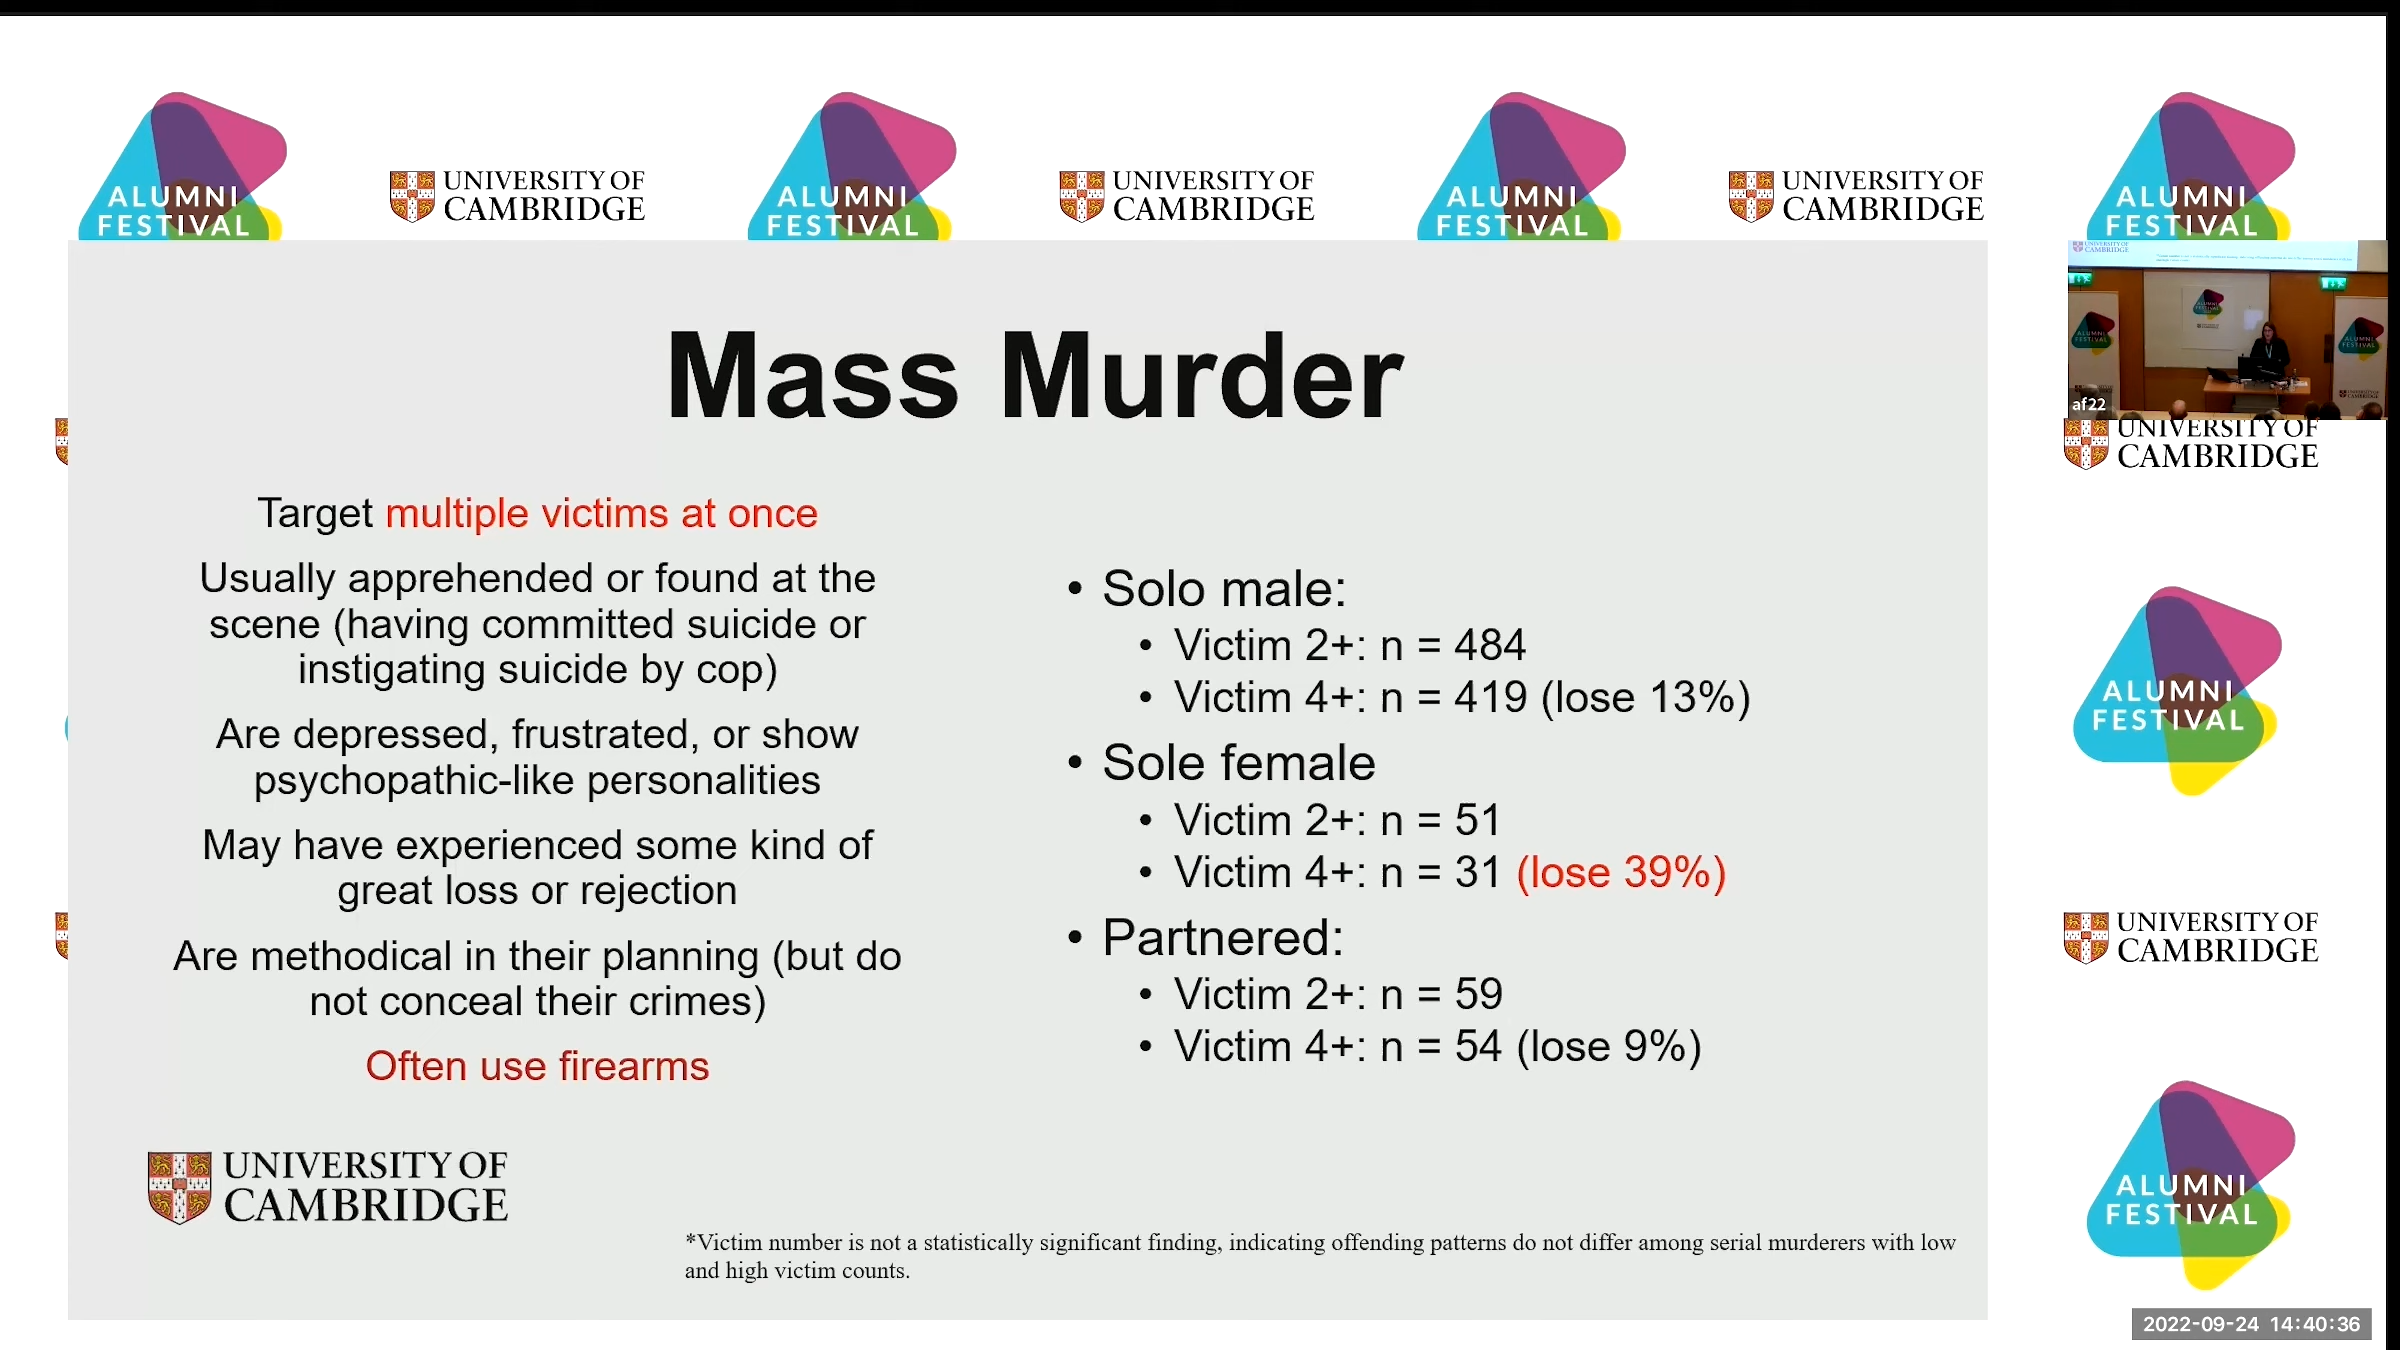 ALUMNI
FESTIVAL
UNIVERSITY OF
CAMBRIDGE
ALUMNI
FESTIVAL
UNIVERSITY OF
CAMBRIDGE
ALUMNI
FESTIVAL
UNIVERSITY OF
CAMBRIDGE
ALUMNI
FESTIVAL
Mass Murder
Target multiple victims at once
Usually apprehended or found at the
scene (having committed suicide or
instigating suicide by cop)
Are depressed, frustrated, or show
psychopathic-like personalities
May have experienced some kind of
great loss or rejection
Are methodical in their planning (but do
not conceal their crimes)
Often use firearms
• Solo male:
• Victim 2+: n = 484
• Victim 4+: n = 419 (lose 13%)
• Sole female
• Victim 2+: n = 51
• Victim 4+: n = 31 (lose 39%)
• Partnered:
• Victim 2+: n = 59
• Victim 4+: n = 54 (lose 9%)
UNIVERSITY OF
CAMBRIDGE
*Victim number is not a statistically significant finding, indicating offending patterns do not differ among serial murderers with low
and high victim counts.
af22
UNIVERSITY OF
CAMBRIDGE
ALUMNI
FESTIVAL
UNIVERSITY OF
CAMBRIDGE
ALUMNI
FESTIVAL
2022-09-24 14:40:36